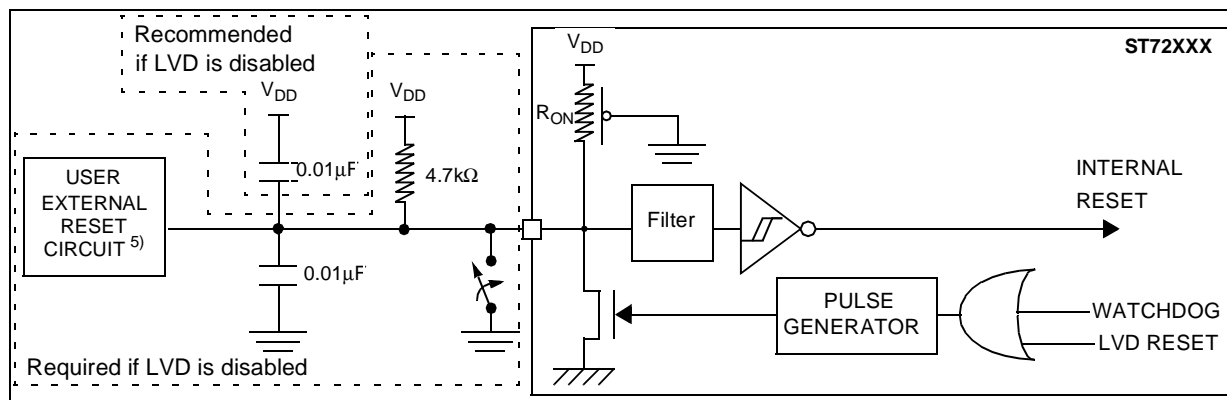 Recommended
if LVD is disabled
VDD
0.01μF
VDD
4.7kΩ
USER
EXTERNAL
RESET
CIRCUIT 5)
0.01μF
Required if LVD is disabled
ST72XXX
VDD
RON
Filter
INTERNAL
RESET
PULSE
GENERATOR
WATCHDOG
LVD RESET